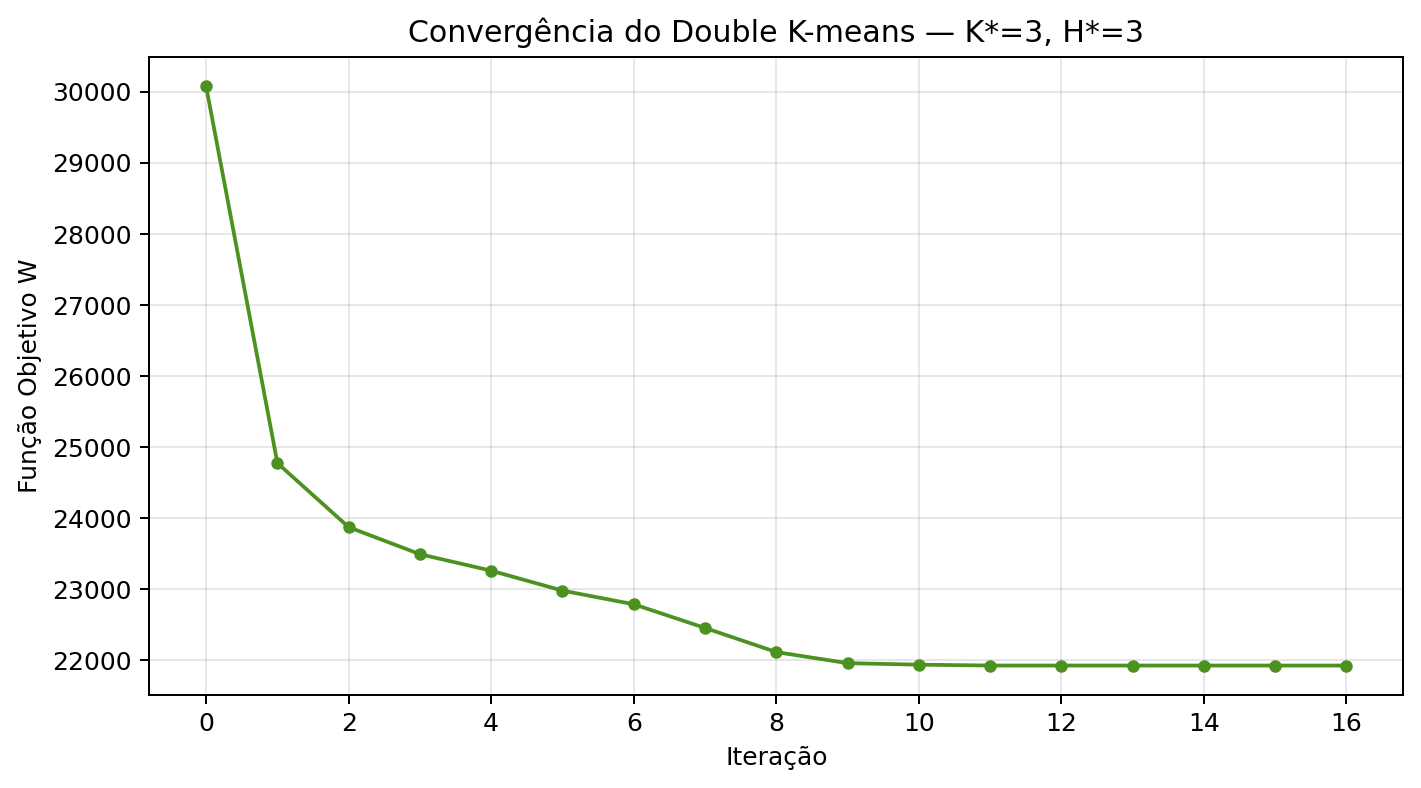 Convergência do Double K-means — K*=3, H*=3
Função Objetivo W
30000
29000
28000
27000
26000
25000
24000
23000
22000
0 2 4 6 8 10 12 14 16
Iteração